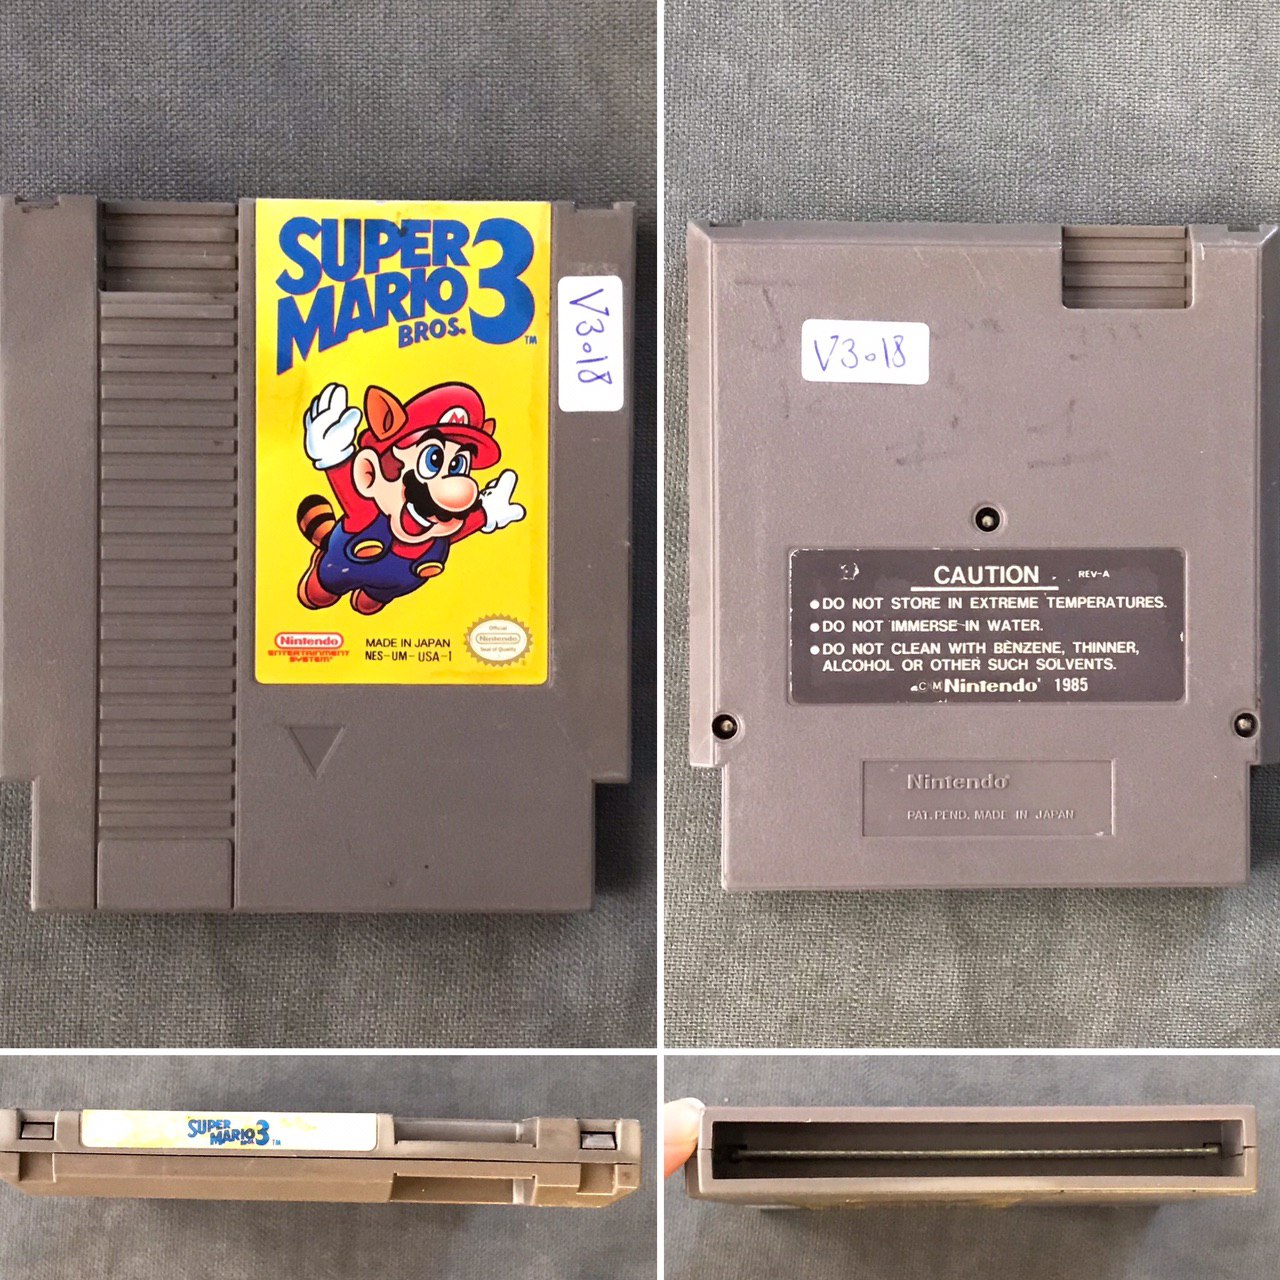 SUPER
MARIO 3
BROS. ™
M
V3.18
Nintendo
ENTERTAINMENT
SYSTEM®
MADE IN JAPAN
NES-UM-USA-1
Official
Nintendo
Seal of Quality
V3.18
CAUTION REV-A
●DO NOT STORE IN EXTREME TEMPERATURES.
●DO NOT IMMERSE IN WATER.
●DO NOT CLEAN WITH BENZENE, THINNER,
ALCOHOL OR OTHER SUCH SOLVENTS.
Nintendo 1985
Nintendo®
PAT. PEND. MADE IN JAPAN
SUPER
MARIO 3
BROS. ™